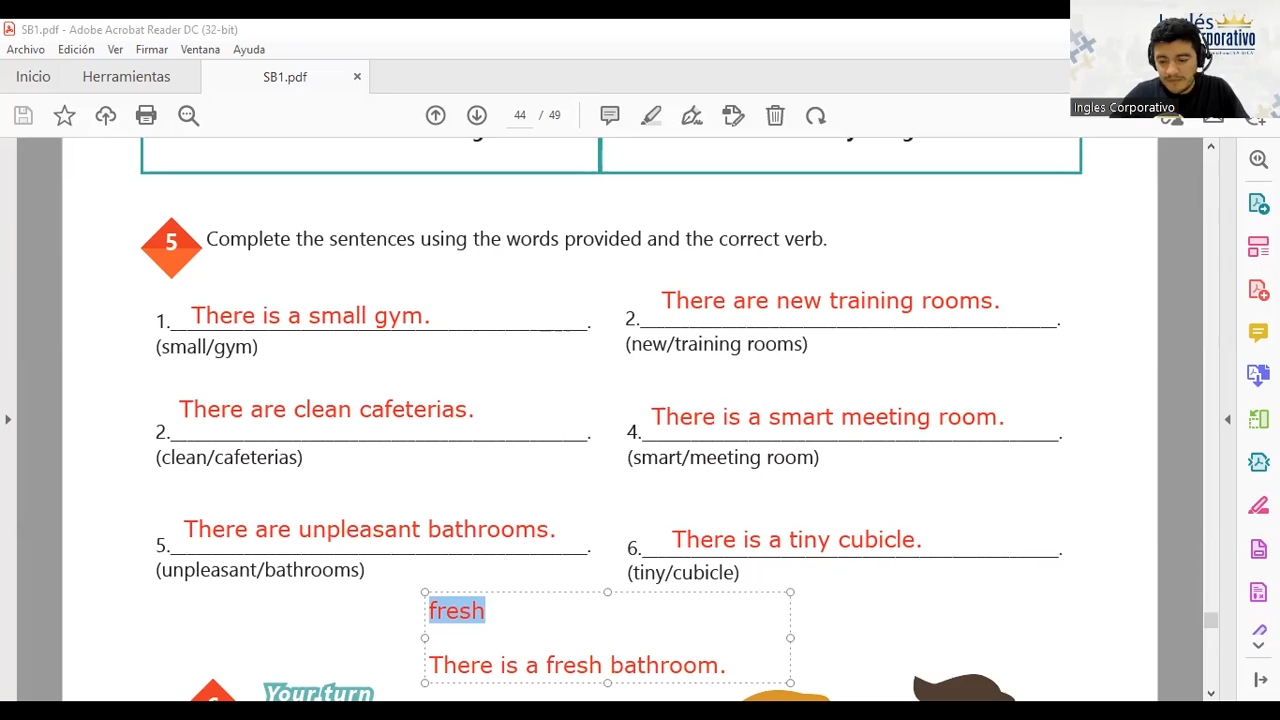 SB1.pdf - Adobe Acrobat Reader DC (32-bit)
Archivo Edición Ver Firmar Ventana Ayuda
Inicio Herramientas SB1.pdf ×
44 / 49
Inglés
Ingles Corporativo
5 Complete the sentences using the words provided and the correct verb.
1. There is a small gym. .
(small/gym)
2. There are new training rooms. .
(new/training rooms)
2. There are clean cafeterias. .
(clean/cafeterias)
4. There is a smart meeting room. .
(smart/meeting room)
5. There are unpleasant bathrooms. .
(unpleasant/bathrooms)
6. There is a tiny cubicle. .
(tiny/cubicle)
fresh
There is a fresh bathroom.
Your turn